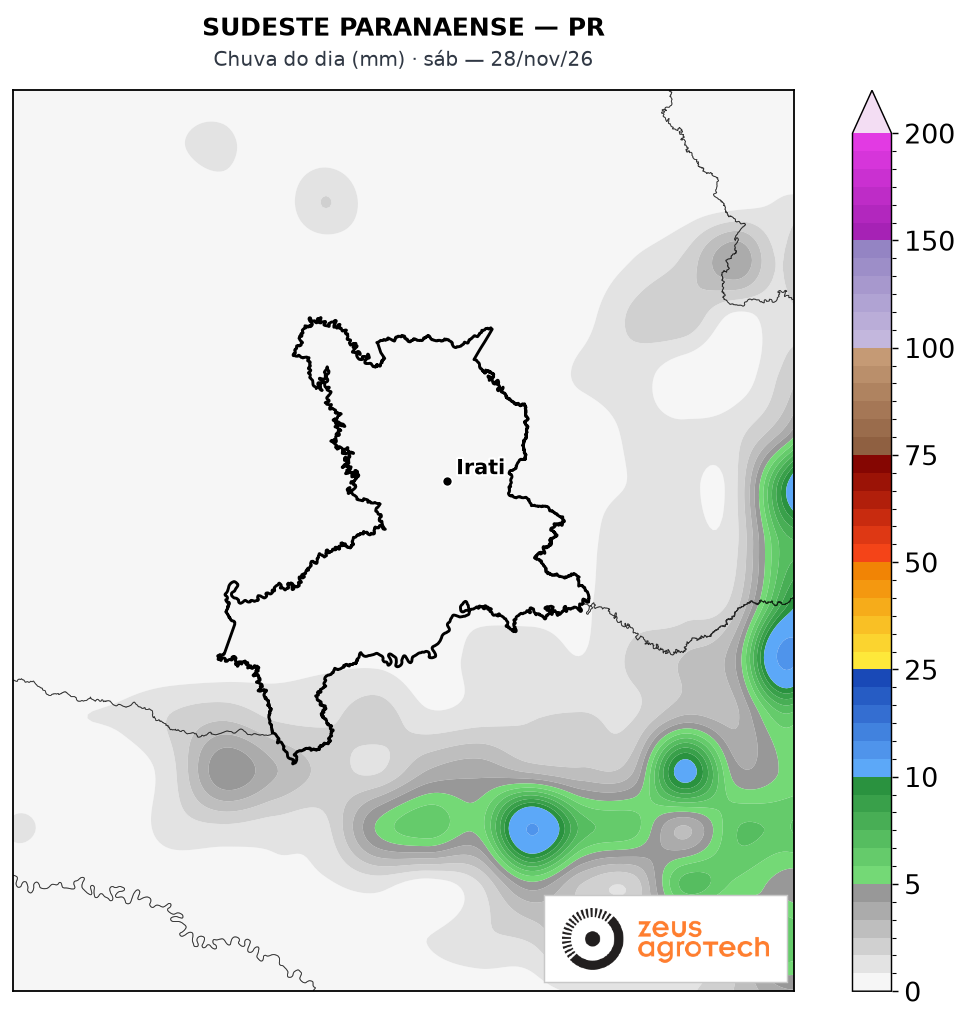 SUDESTE PARANAENSE — PR
Chuva do dia (mm) · sáb — 28/nov/26
Irati
200
150
100
75
50
25
10
5
0
zeus
agrotech